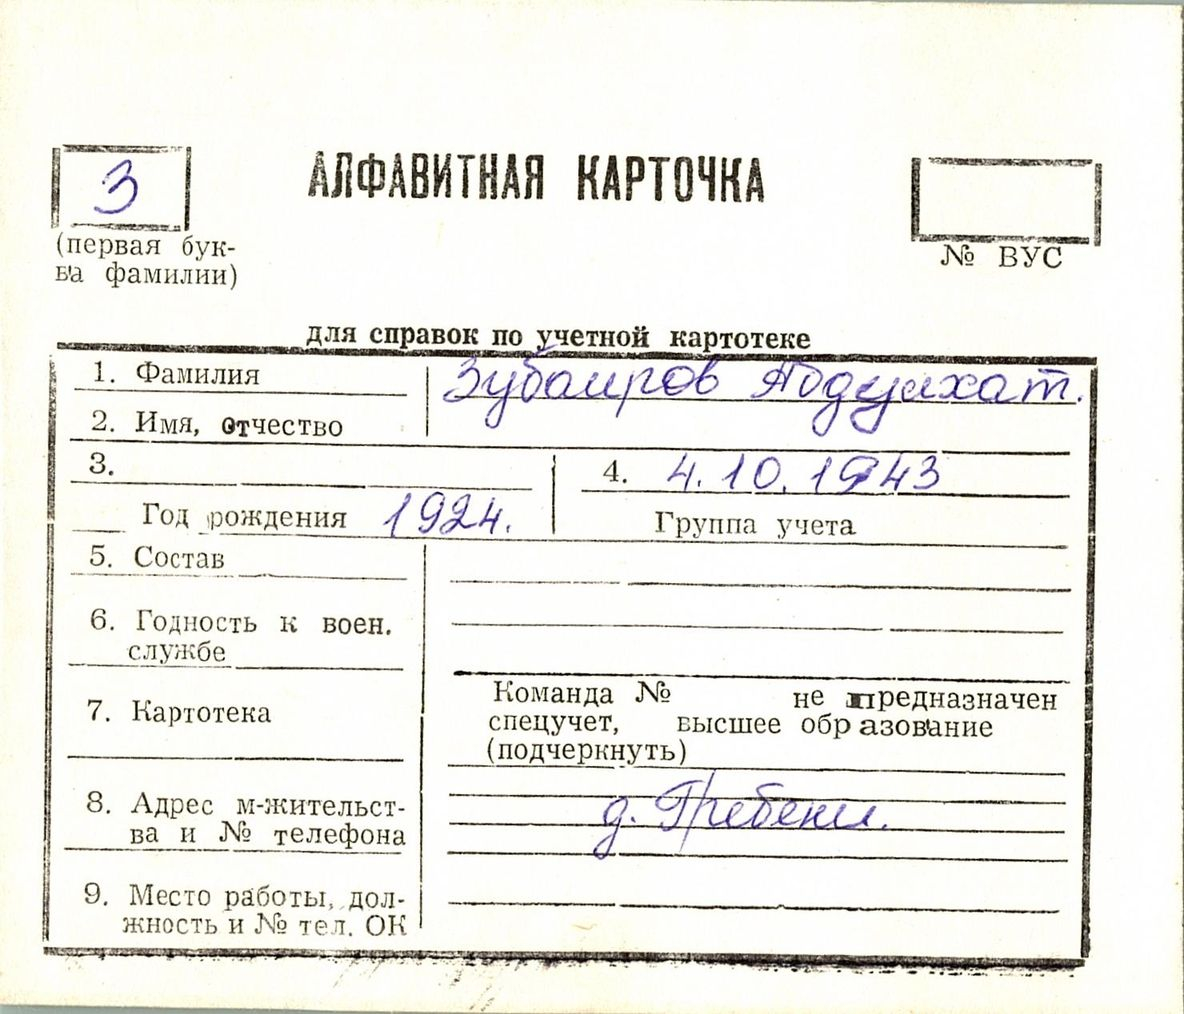 З
АЛФАВИТНАЯ КАРТОЧКА
(первая бук-
ва фамилии)
№ ВУС
для справок по учетной картотеке
1. Фамилия
Зубаиров Абдулхат.
2. Имя, отчество
3.
4. 4.10.1943
Год рождения 1924.
Группа учета
5. Состав
6. Годность к воен.
службе
7. Картотека
Команда № не предназначен
спецучет, высшее образование
(подчеркнуть)
8. Адрес м-жительст-
ва и № телефона
д. Гребени.
9. Место работы, дол-
жность и № тел. ОК